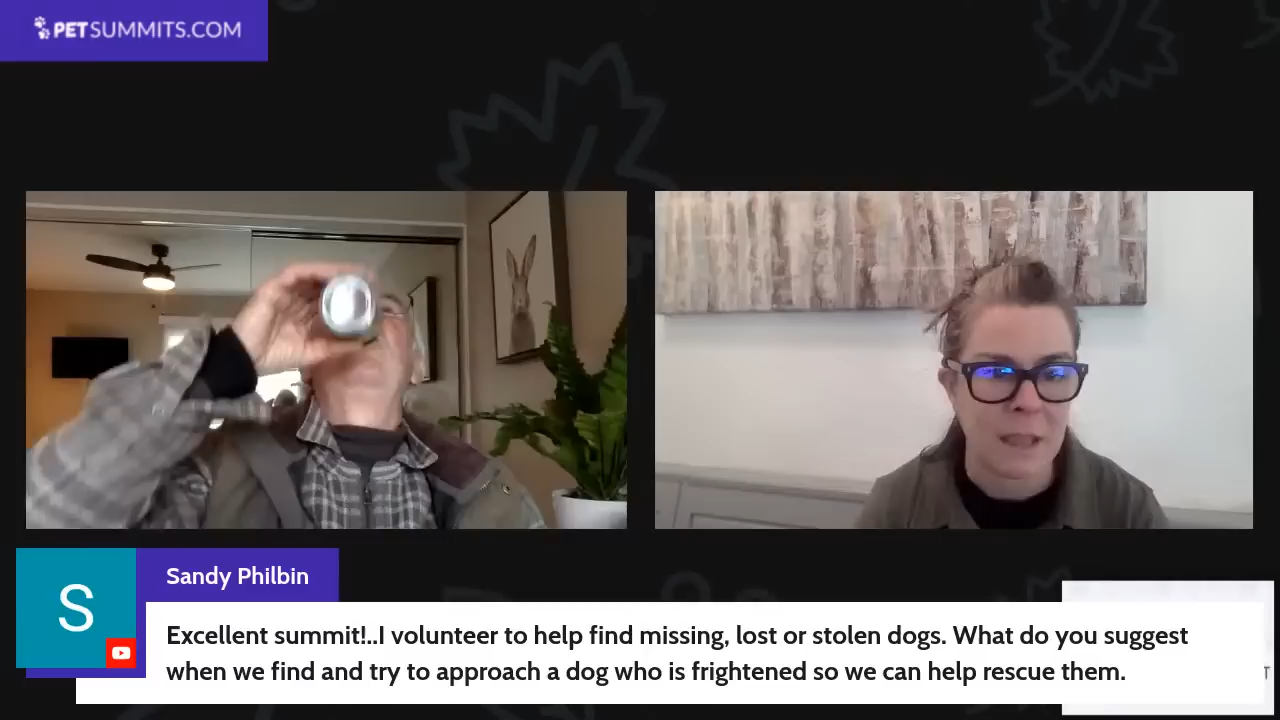 PETSUMMITS.COM
S
Sandy Philbin
Excellent summit!..I volunteer to help find missing, lost or stolen dogs. What do you suggest
when we find and try to approach a dog who is frightened so we can help rescue them.